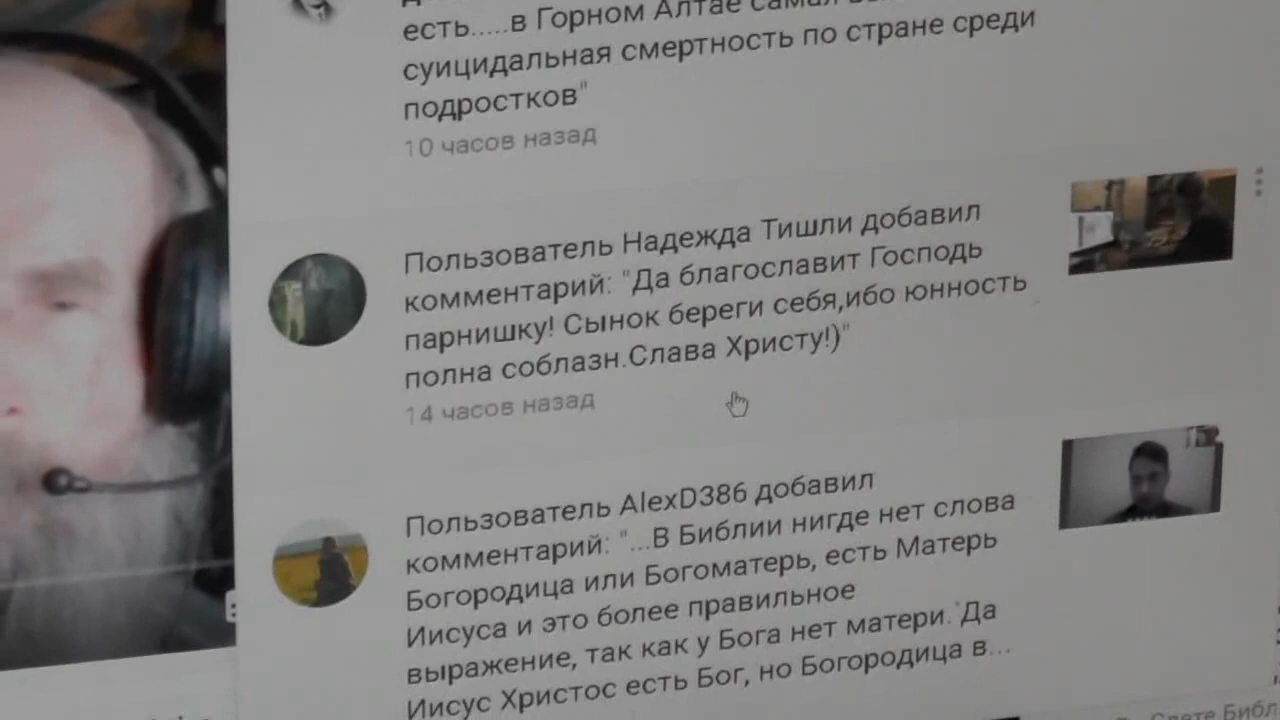 есть.....в Горном Алтае самая
суицидальная смертность по стране среди
подростков"
10 часов назад
Пользователь Надежда Тишли добавил
комментарий: "Да благославит Господь
парнишку! Сынок береги себя,ибо юнность
полна соблазн.Слава Христу!)"
14 часов назад
Пользователь AlexD386 добавил
комментарий: "...В Библии нигде нет слова
Богородица или Богоматерь, есть Матерь
Иисуса и это более правильное
выражение, так как у Бога нет матери. Да
Иисус Христос есть Бог, но Богородица в...
Свете Библ